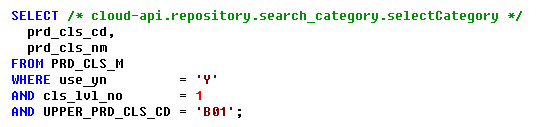 SELECT /* cloud-api.repository.search_category.selectCategory */
  prd_cls_cd,
  prd_cls_nm
FROM PRD_CLS_M
WHERE use_yn         = 'Y'
AND cls_lvl_no       = 1
AND UPPER_PRD_CLS_CD = 'B01';